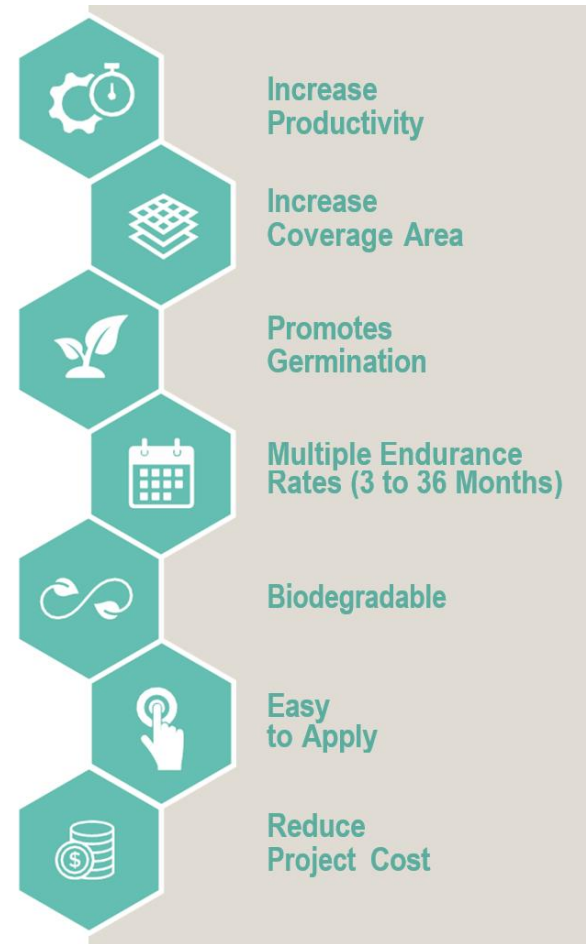 Increase
Productivity
Increase
Coverage Area
Promotes
Germination
Multiple Endurance
Rates (3 to 36 Months)
Biodegradable
Easy
to Apply
Reduce
Project Cost
$